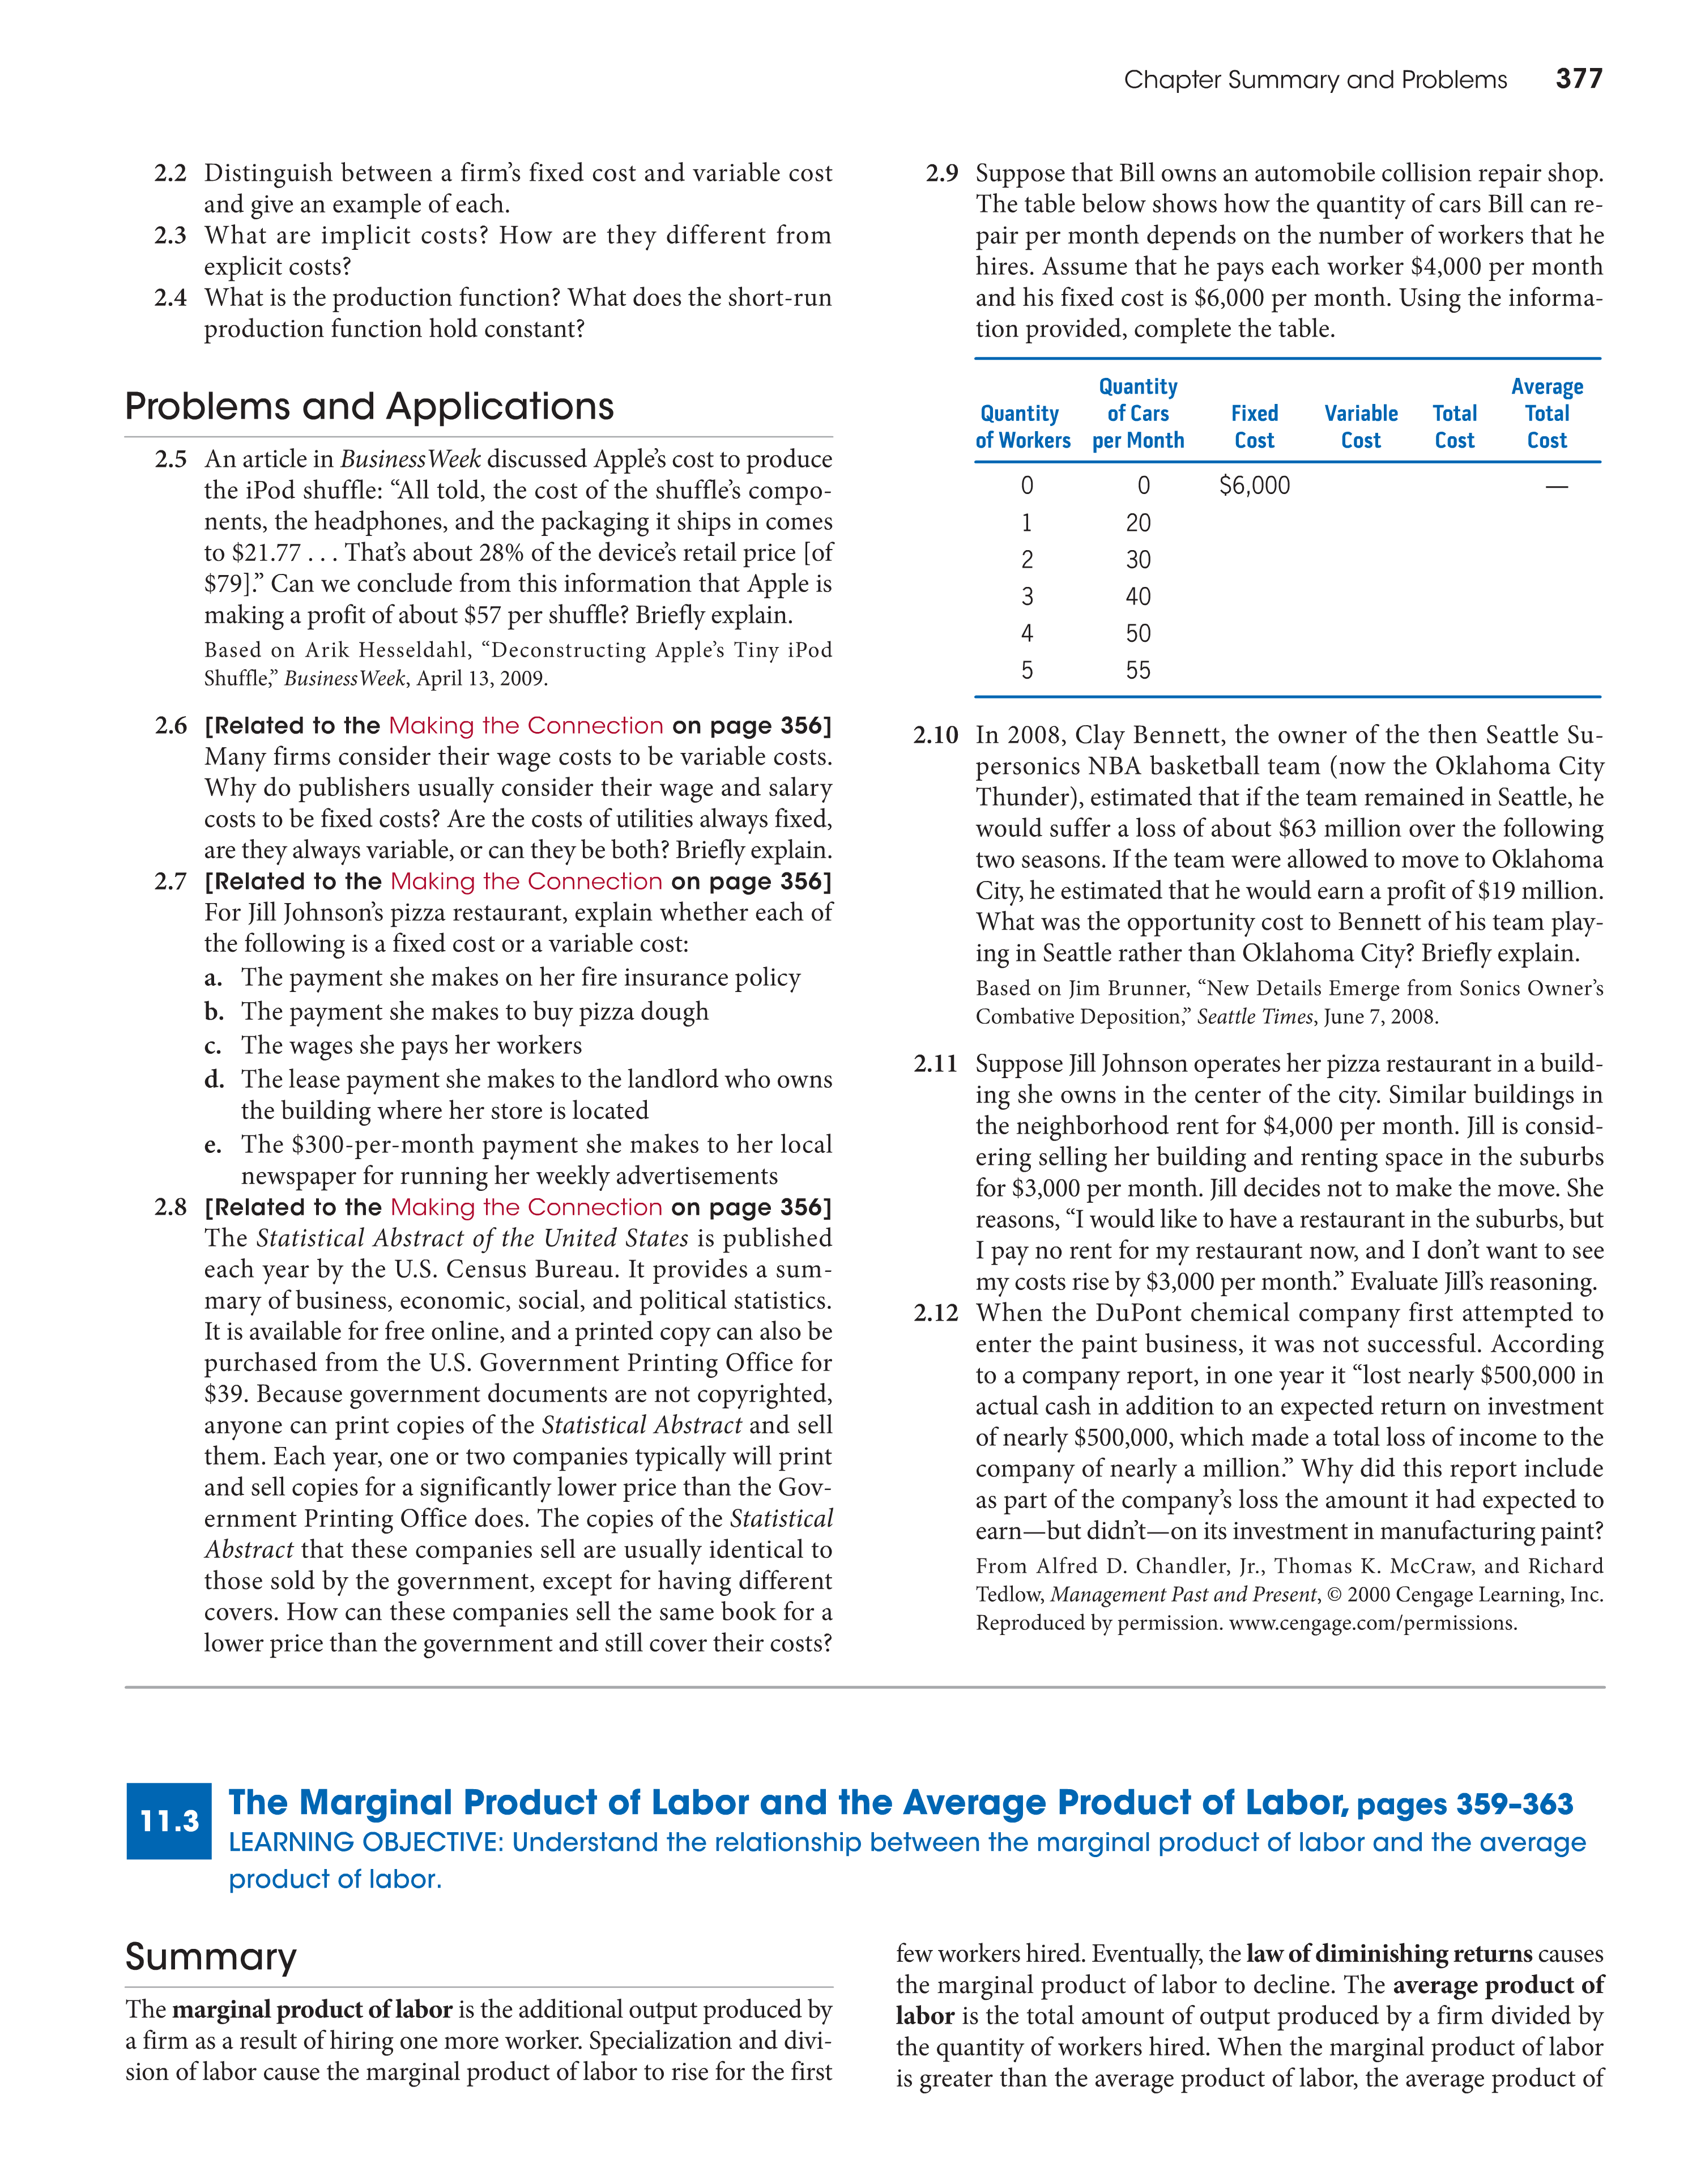 Chapter Summary and Problems 377
2.2 Distinguish between a firm’s fixed cost and variable cost
and give an example of each.
2.3 What are implicit costs? How are they different from
explicit costs?
2.4 What is the production function? What does the short-run
production function hold constant?
Problems and Applications
2.5 An article in BusinessWeek discussed Apple’s cost to produce
the iPod shuffle: “All told, the cost of the shuffle’s compo-
nents, the headphones, and the packaging it ships in comes
to $21.77 . . . That’s about 28% of the device’s retail price [of
$79].” Can we conclude from this information that Apple is
making a profit of about $57 per shuffle? Briefly explain.
Based on Arik Hesseldahl, “Deconstructing Apple’s Tiny iPod
Shuffle,” BusinessWeek, April 13, 2009.
2.6 [Related to the Making the Connection on page 356]
Many firms consider their wage costs to be variable costs.
Why do publishers usually consider their wage and salary
costs to be fixed costs? Are the costs of utilities always fixed,
are they always variable, or can they be both? Briefly explain.
2.7 [Related to the Making the Connection on page 356]
For Jill Johnson’s pizza restaurant, explain whether each of
the following is a fixed cost or a variable cost:
a. The payment she makes on her fire insurance policy
b. The payment she makes to buy pizza dough
c. The wages she pays her workers
d. The lease payment she makes to the landlord who owns
the building where her store is located
e. The $300-per-month payment she makes to her local
newspaper for running her weekly advertisements
2.8 [Related to the Making the Connection on page 356]
The Statistical Abstract of the United States is published
each year by the U.S. Census Bureau. It provides a sum-
mary of business, economic, social, and political statistics.
It is available for free online, and a printed copy can also be
purchased from the U.S. Government Printing Office for
$39. Because government documents are not copyrighted,
anyone can print copies of the Statistical Abstract and sell
them. Each year, one or two companies typically will print
and sell copies for a significantly lower price than the Gov-
ernment Printing Office does. The copies of the Statistical
Abstract that these companies sell are usually identical to
those sold by the government, except for having different
covers. How can these companies sell the same book for a
lower price than the government and still cover their costs?
2.9 Suppose that Bill owns an automobile collision repair shop.
The table below shows how the quantity of cars Bill can re-
pair per month depends on the number of workers that he
hires. Assume that he pays each worker $4,000 per month
and his fixed cost is $6,000 per month. Using the informa-
tion provided, complete the table.
Quantity Average
Quantity of Cars Fixed Variable Total Total
of Workers per Month Cost Cost Cost Cost
0 0 $6,000 —
1 20
2 30
3 40
4 50
5 55
2.10 In 2008, Clay Bennett, the owner of the then Seattle Su-
personics NBA basketball team (now the Oklahoma City
Thunder), estimated that if the team remained in Seattle, he
would suffer a loss of about $63 million over the following
two seasons. If the team were allowed to move to Oklahoma
City, he estimated that he would earn a profit of $19 million.
What was the opportunity cost to Bennett of his team play-
ing in Seattle rather than Oklahoma City? Briefly explain.
Based on Jim Brunner, “New Details Emerge from Sonics Owner’s
Combative Deposition,” Seattle Times, June 7, 2008.
2.11 Suppose Jill Johnson operates her pizza restaurant in a build-
ing she owns in the center of the city. Similar buildings in
the neighborhood rent for $4,000 per month. Jill is consid-
ering selling her building and renting space in the suburbs
for $3,000 per month. Jill decides not to make the move. She
reasons, “I would like to have a restaurant in the suburbs, but
I pay no rent for my restaurant now, and I don’t want to see
my costs rise by $3,000 per month.” Evaluate Jill’s reasoning.
2.12 When the DuPont chemical company first attempted to
enter the paint business, it was not successful. According
to a company report, in one year it “lost nearly $500,000 in
actual cash in addition to an expected return on investment
of nearly $500,000, which made a total loss of income to the
company of nearly a million.” Why did this report include
as part of the company’s loss the amount it had expected to
earn—but didn’t—on its investment in manufacturing paint?
From Alfred D. Chandler, Jr., Thomas K. McCraw, and Richard
Tedlow, Management Past and Present, © 2000 Cengage Learning, Inc.
Reproduced by permission. www.cengage.com/permissions.
11.3 The Marginal Product of Labor and the Average Product of Labor, pages 359–363
LEARNING OBJECTIVE: Understand the relationship between the marginal product of labor and the average
product of labor.
Summary
The marginal product of labor is the additional output produced by
a firm as a result of hiring one more worker. Specialization and divi-
sion of labor cause the marginal product of labor to rise for the first
few workers hired. Eventually, the law of diminishing returns causes
the marginal product of labor to decline. The average product of
labor is the total amount of output produced by a firm divided by
the quantity of workers hired. When the marginal product of labor
is greater than the average product of labor, the average product of